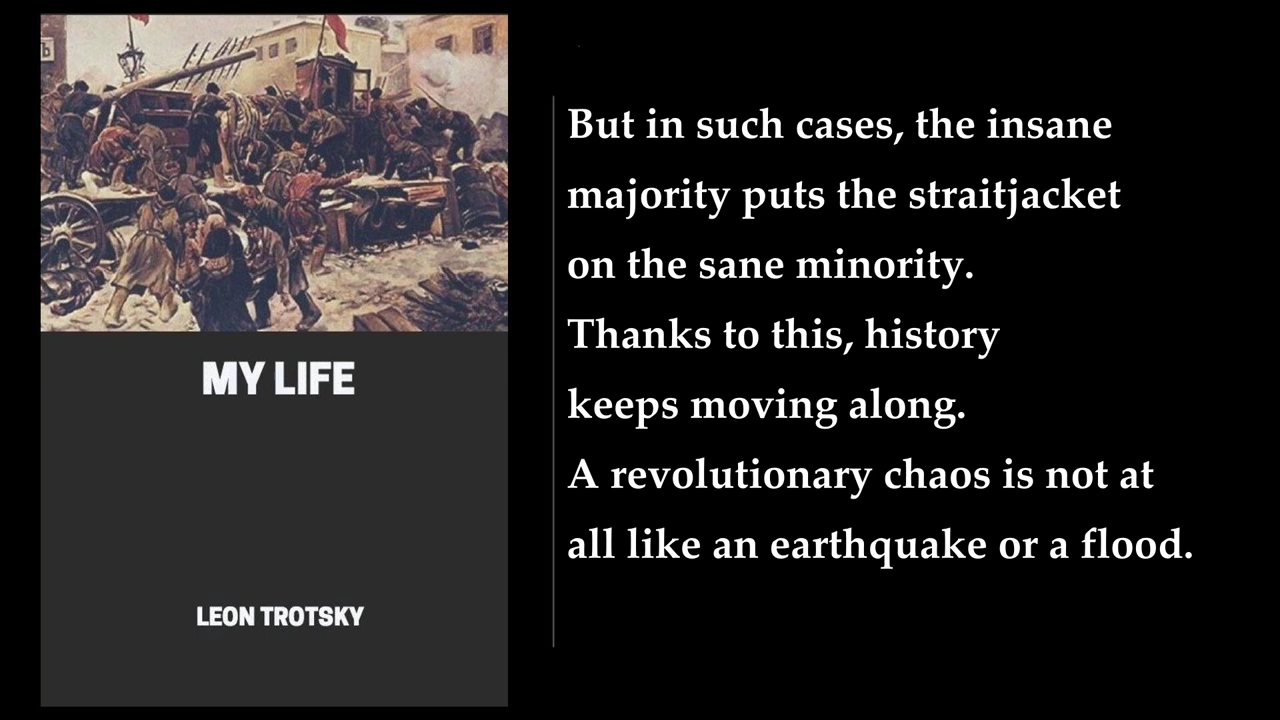 MY LIFE
LEON TROTSKY
But in such cases, the insane
majority puts the straitjacket
on the sane minority.
Thanks to this, history
keeps moving along.
A revolutionary chaos is not at
all like an earthquake or a flood.